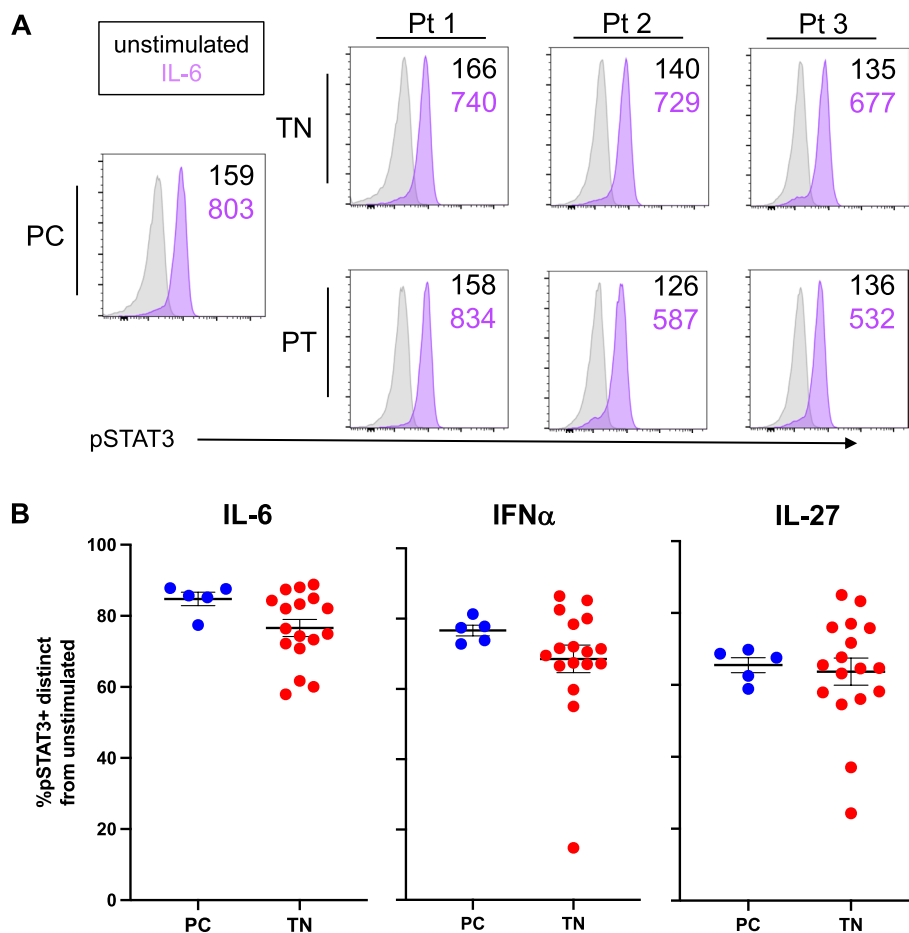 A
unstimulated
IL-6
Pt 1
Pt 2
Pt 3
TN
166
740
140
729
135
677
PC
159
803
PT
158
834
126
587
136
532
pSTAT3
B
IL-6
IFNα
IL-27
%pSTAT3+ distinct
from unstimulated
100
80
60
40
20
0
PC
TN
PC
TN
PC
TN